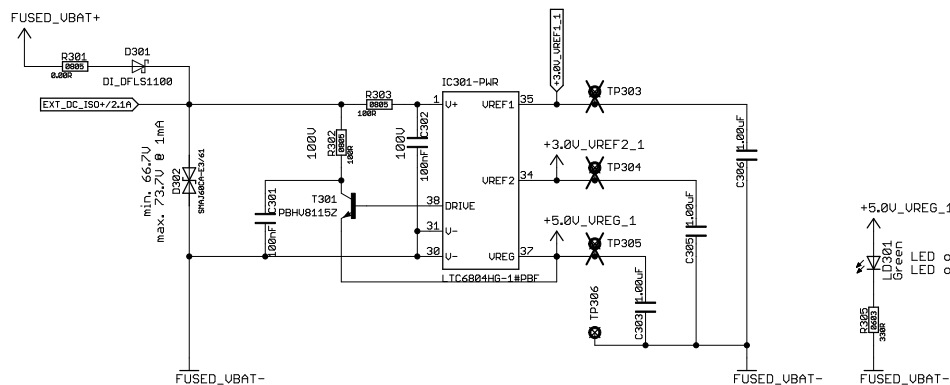 FUSED_VBAT+
R301
0805
0.00R
D301
DI_DFLS1100
EXT_DC_ISO+/2.1A
min. 66.7V
max. 73.7V @ 1mA
D302
SMAJ60CA-E3/61
C301
100nF
100V
R302
0805
100R
T301
PBHV8115Z
R303
0805
100R
100V
C302
100nF
IC301-PWR
1 V+
VREF1 35
VREF2 34
38 DRIVE
31 V-
30 V-
VREG 37
LTC6804HG-1#PBF
+3.0V_VREF1_1
TP303
+3.0V_VREF2_1
TP304
+5.0V_VREG_1
TP305
TP306
C303
1.00uF
C305
1.00uF
C306
1.00uF
FUSED_VBAT-
FUSED_VBAT-
+5.0V_VREG_1
LD301
Green
LED o
LED o
R305
0603
330R
FUSED_VBAT-